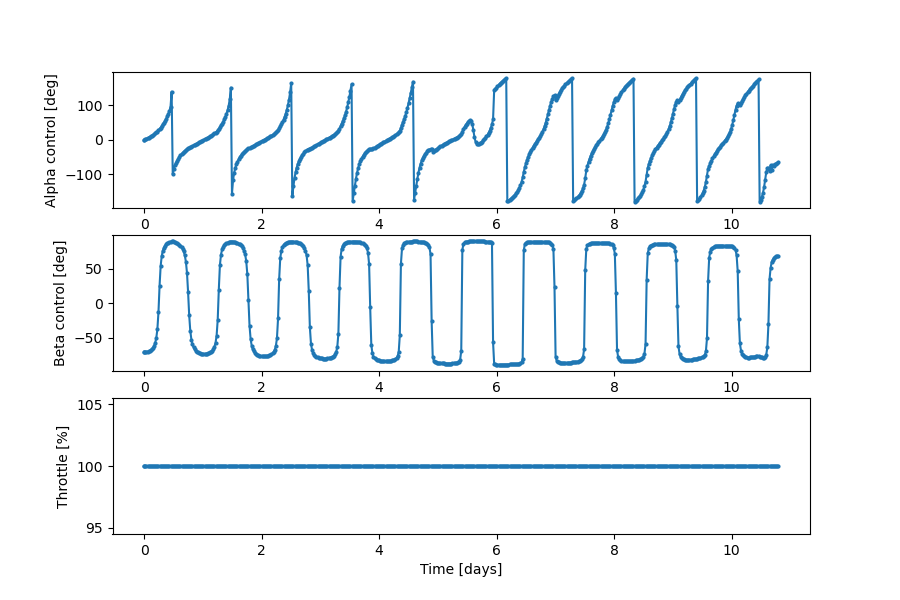 Alpha control [deg]
100
0
−100
0 2 4 6 8 10
Beta control [deg]
50
0
−50
0 2 4 6 8 10
Throttle [%]
105
100
95
0 2 4 6 8 10
Time [days]